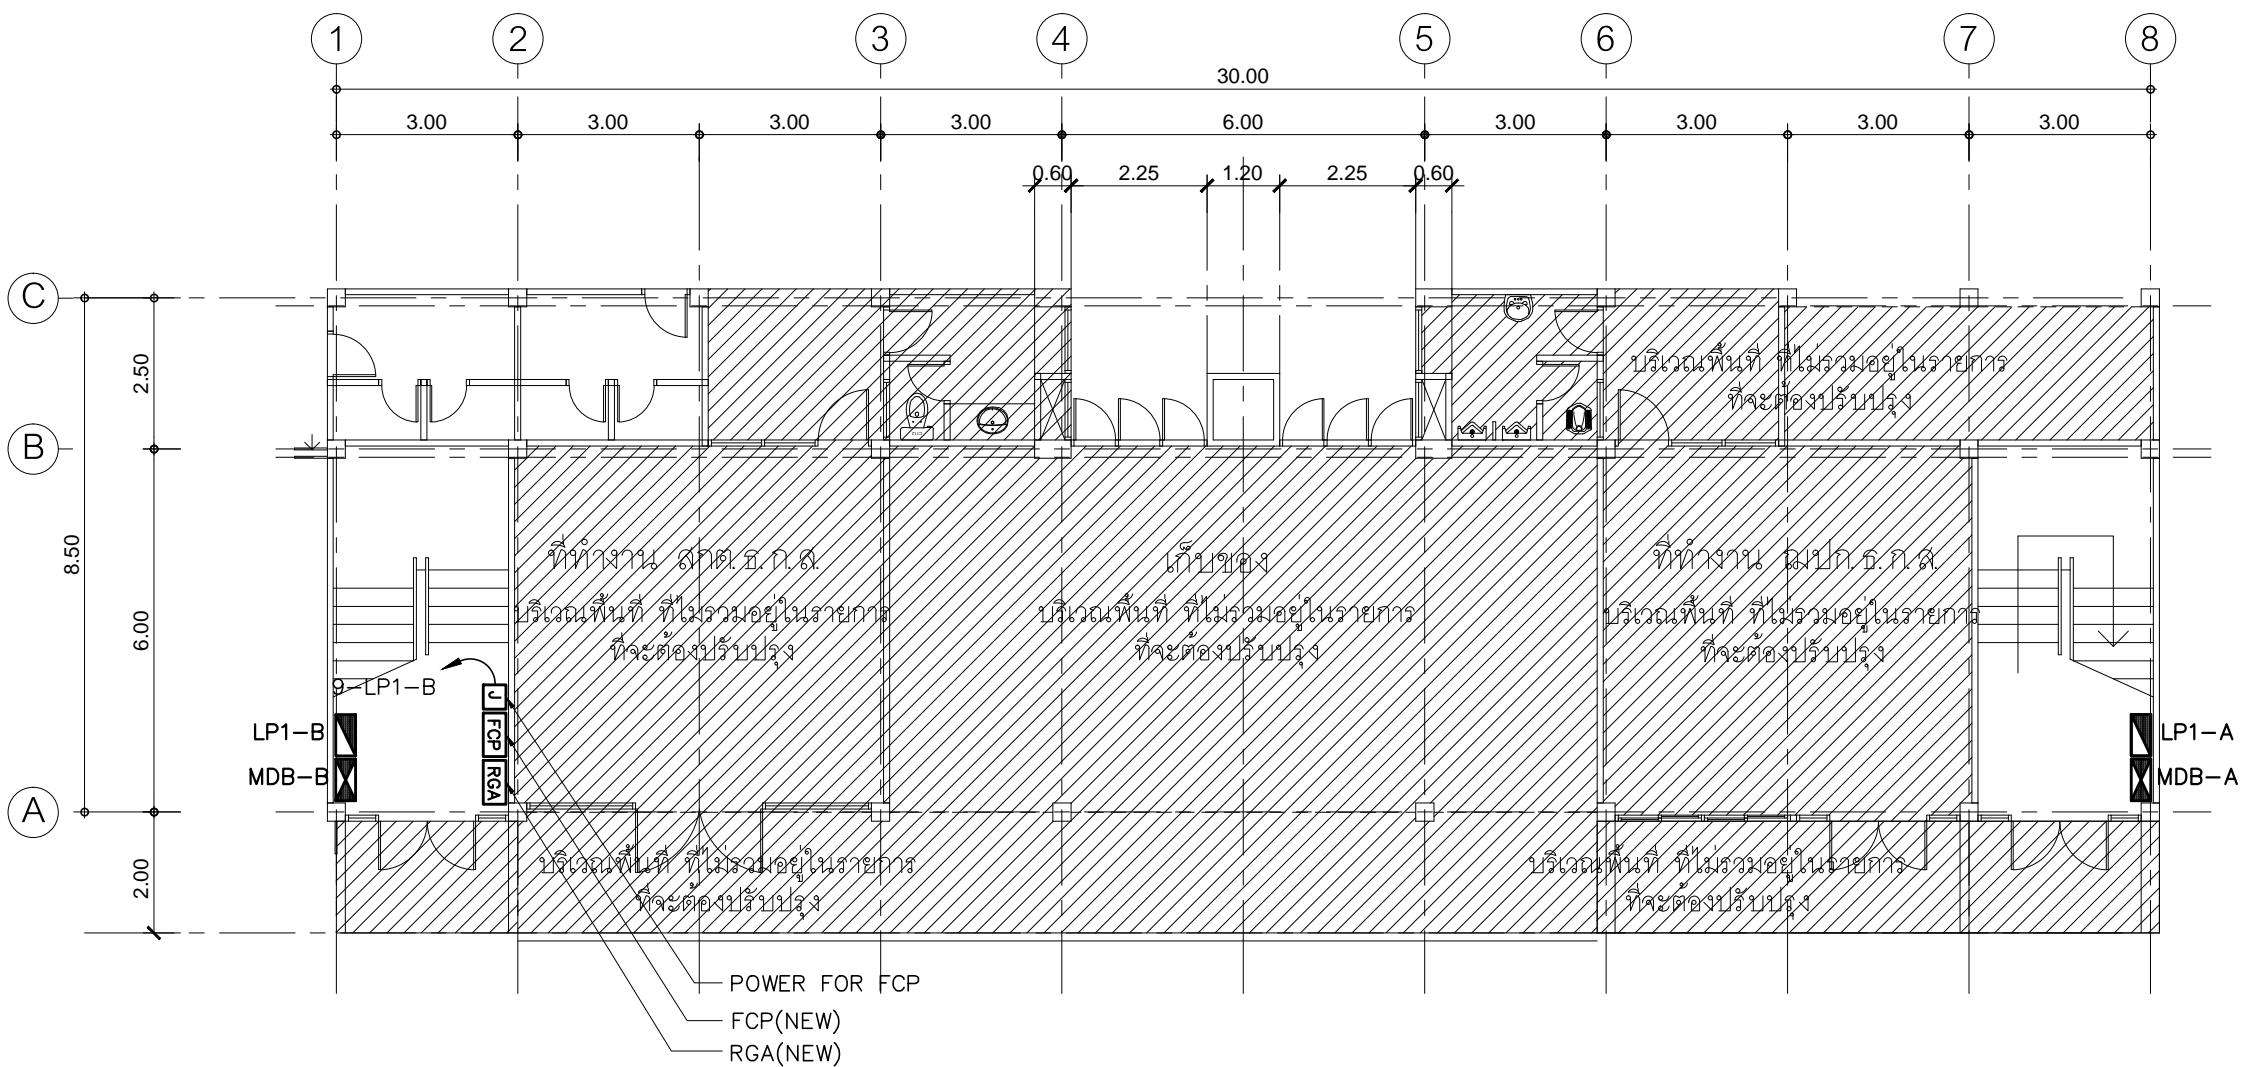 1 2 3 4 5 6 7 8
30.00
3.00 3.00 3.00 3.00 6.00 3.00 3.00 3.00 3.00
0.60 2.25 1.20 2.25 0.60
C
2.50
บริเวณพื้นที่ ที่ไม่รวมอยู่ในรายการ
ที่จะต้องปรับปรุง
B
8.50
6.00
ที่ทำงาน สกต.ธ.ก.ส.
บริเวณพื้นที่ ที่ไม่รวมอยู่ในรายการ
ที่จะต้องปรับปรุง
เก็บของ
บริเวณพื้นที่ ที่ไม่รวมอยู่ในรายการ
ที่จะต้องปรับปรุง
ที่ทำงาน ฌปก.ธ.ก.ส.
บริเวณพื้นที่ ที่ไม่รวมอยู่ในรายการ
ที่จะต้องปรับปรุง
9-LP1-B
J
FCP
RGA
LP1-B
MDB-B
LP1-A
MDB-A
A
2.00
บริเวณพื้นที่ ที่ไม่รวมอยู่ในรายการ
ที่จะต้องปรับปรุง
บริเวณพื้นที่ ที่ไม่รวมอยู่ในรายการ
ที่จะต้องปรับปรุง
POWER FOR FCP
FCP(NEW)
RGA(NEW)